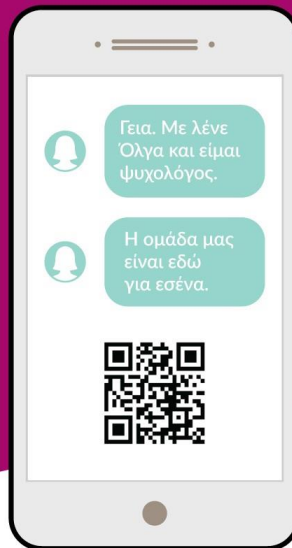 Γεια. Με λένε
Όλγα και είμαι
ψυχολόγος.
Η ομάδα μας
είναι εδώ
για εσένα.